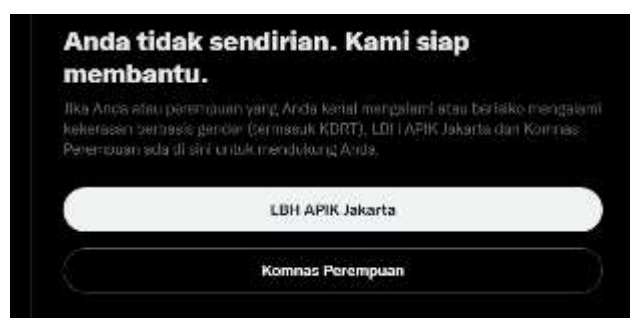 Anda tidak sendirian. Kami siap
membantu.
Jika Anda atau perempuan yang Anda kenal mengalami atau berisiko mengalami
kekerasan berbasis gender (termasuk KDRT), LBH APIK Jakarta dan Komnas
Perempuan ada di sini untuk mendukung Anda.
LBH APIK Jakarta
Komnas Perempuan